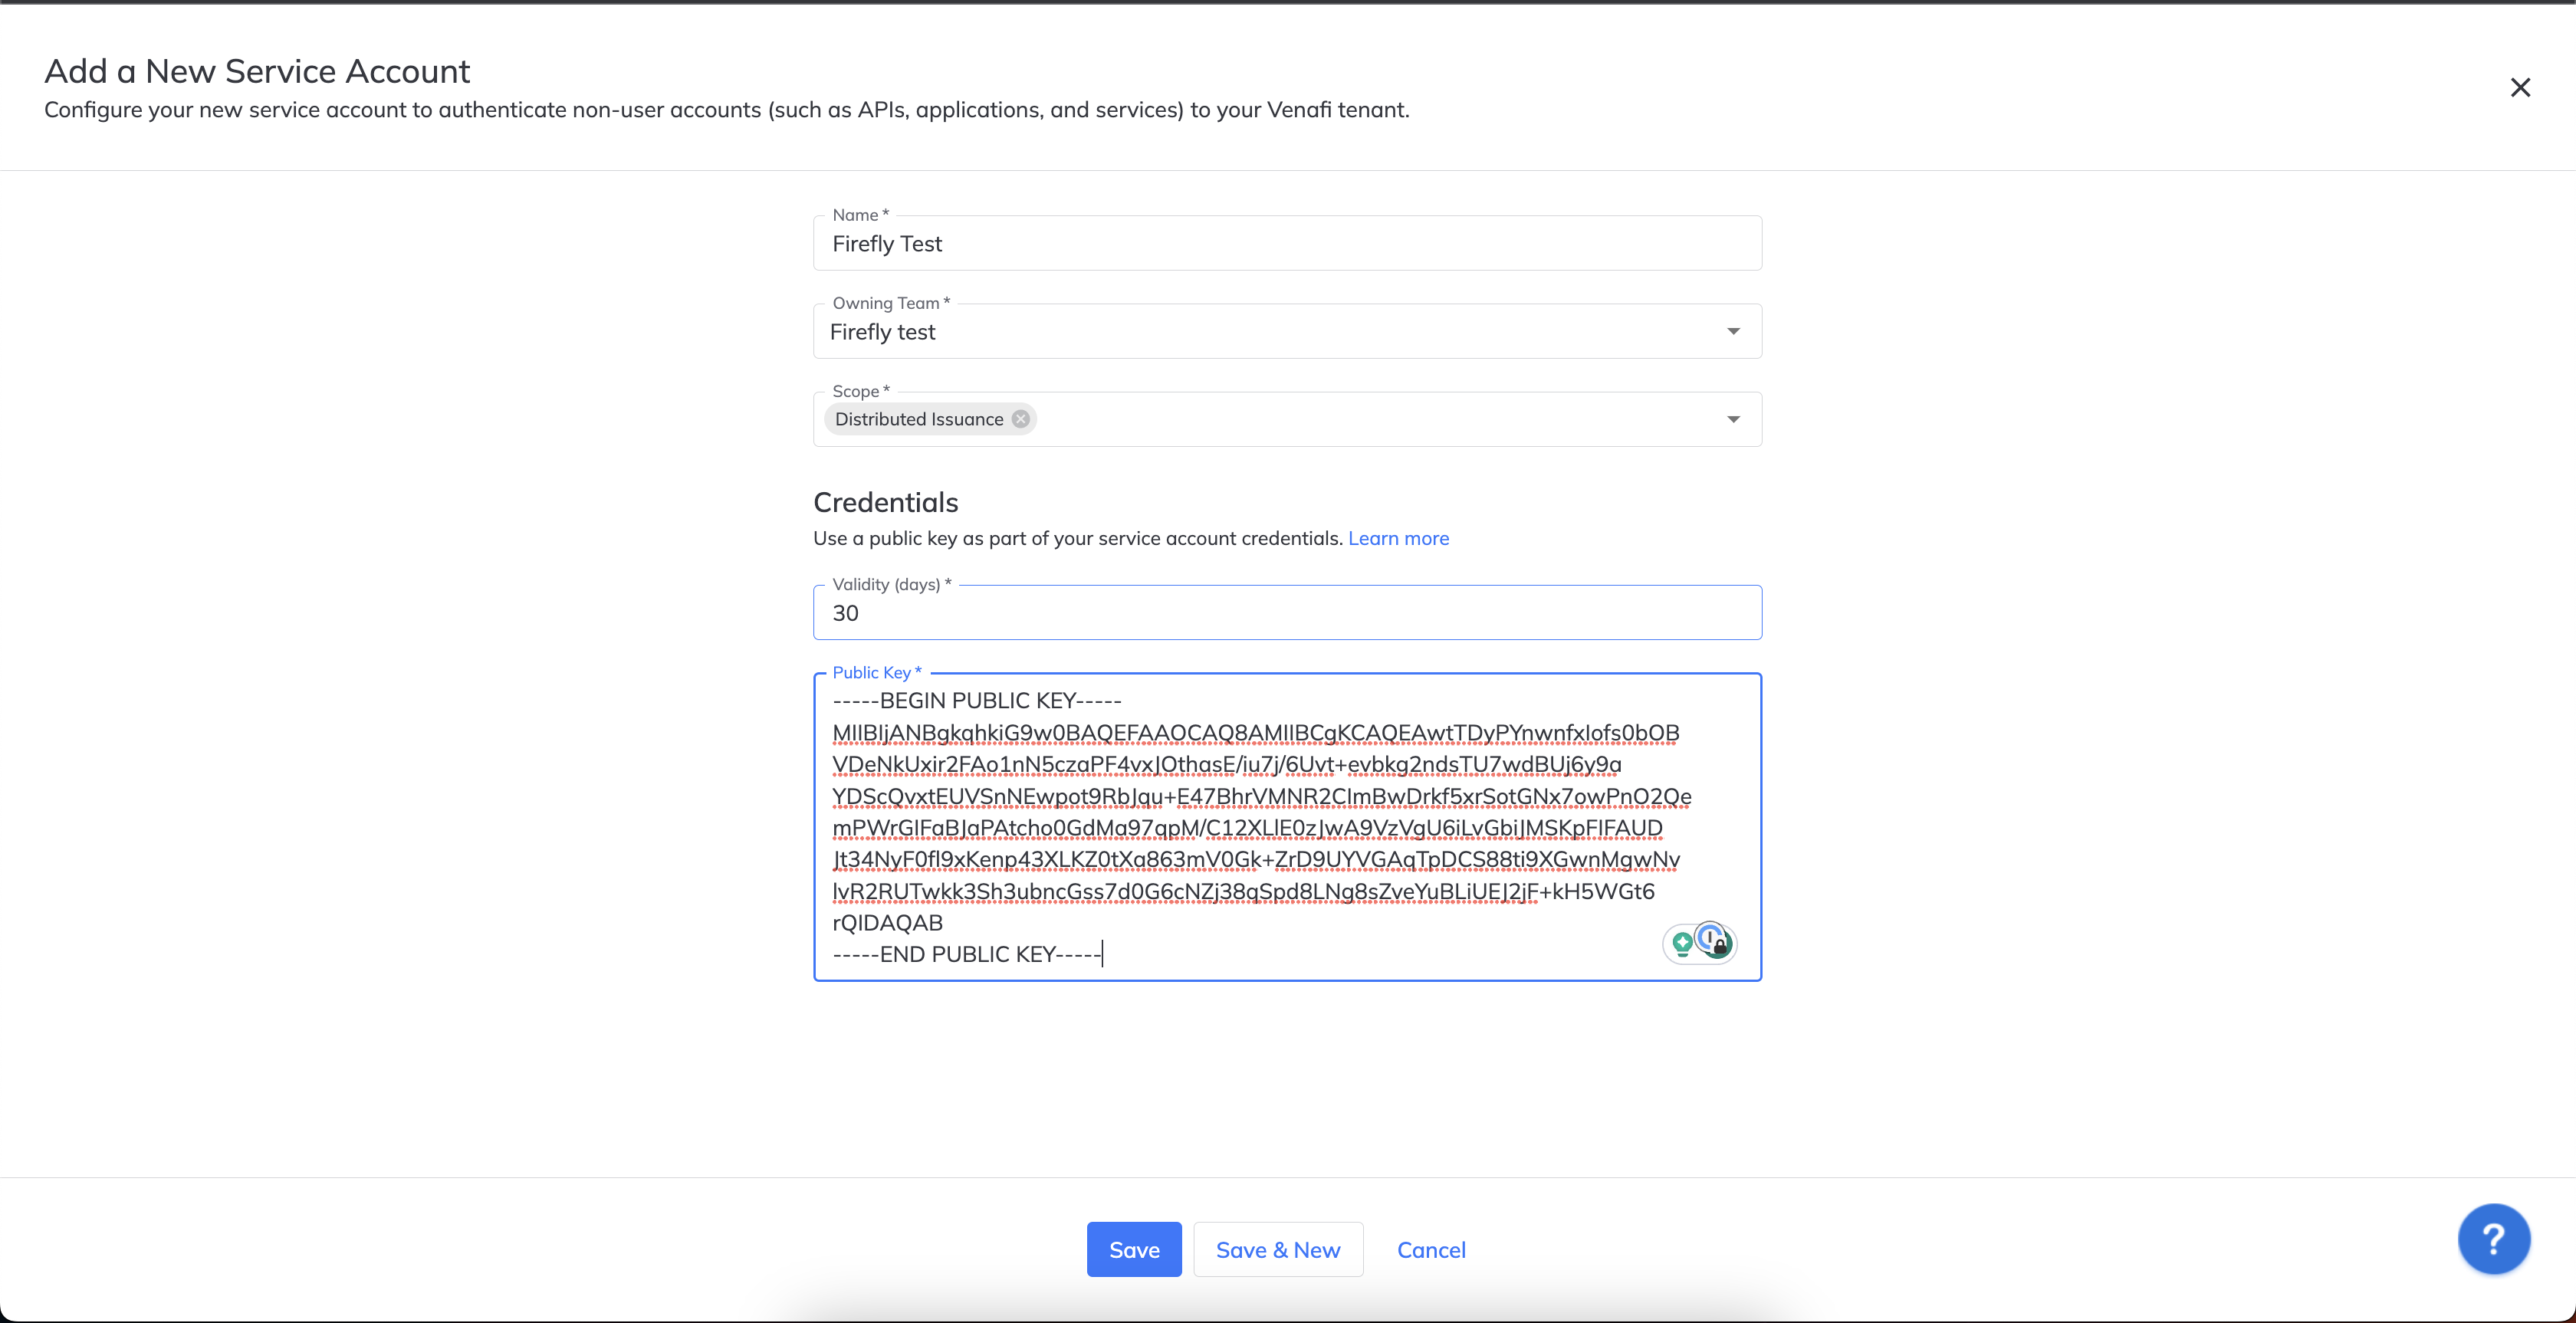 Add a New Service Account
Configure your new service account to authenticate non-user accounts (such as APIs, applications, and services) to your Venafi tenant.
Name *
Firefly Test
Owning Team *
Firefly test
Scope *
Distributed Issuance
Credentials
Use a public key as part of your service account credentials. Learn more
Validity (days) *
30
Public Key *
-----BEGIN PUBLIC KEY-----
MIIBIjANBgkqhkiG9w0BAQEFAAOCAQ8AMIIBCgKCAQEAwtTDyPYnwnfxIofs0bOB
VDeNkUxir2FAo1nN5czaPF4vxJOthasE/iu7j/6Uvt+evbkg2ndsTU7wdBUj6y9a
YDScQvxtEUVSnNEwpot9RbJqu+E47BhrVMNR2CImBwDrkf5xrSotGNx7owPnO2Qe
mPWrGIFaBJaPAtcho0GdMa97qpM/C12XLlE0zJwA9VzVgU6iLvGbiJMSKpFIFAUD
Jt34NyF0fl9xKenp43XLKZ0tXa863mV0Gk+ZrD9UYVGAqTpDCS88ti9XGwnMgwNv
lvR2RUTwkk3Sh3ubncGss7d0G6cNZj38qSpd8LNg8sZveYuBLiUEJ2jF+kH5WGt6
rQIDAQAB
-----END PUBLIC KEY-----
Save
Save & New
Cancel
?